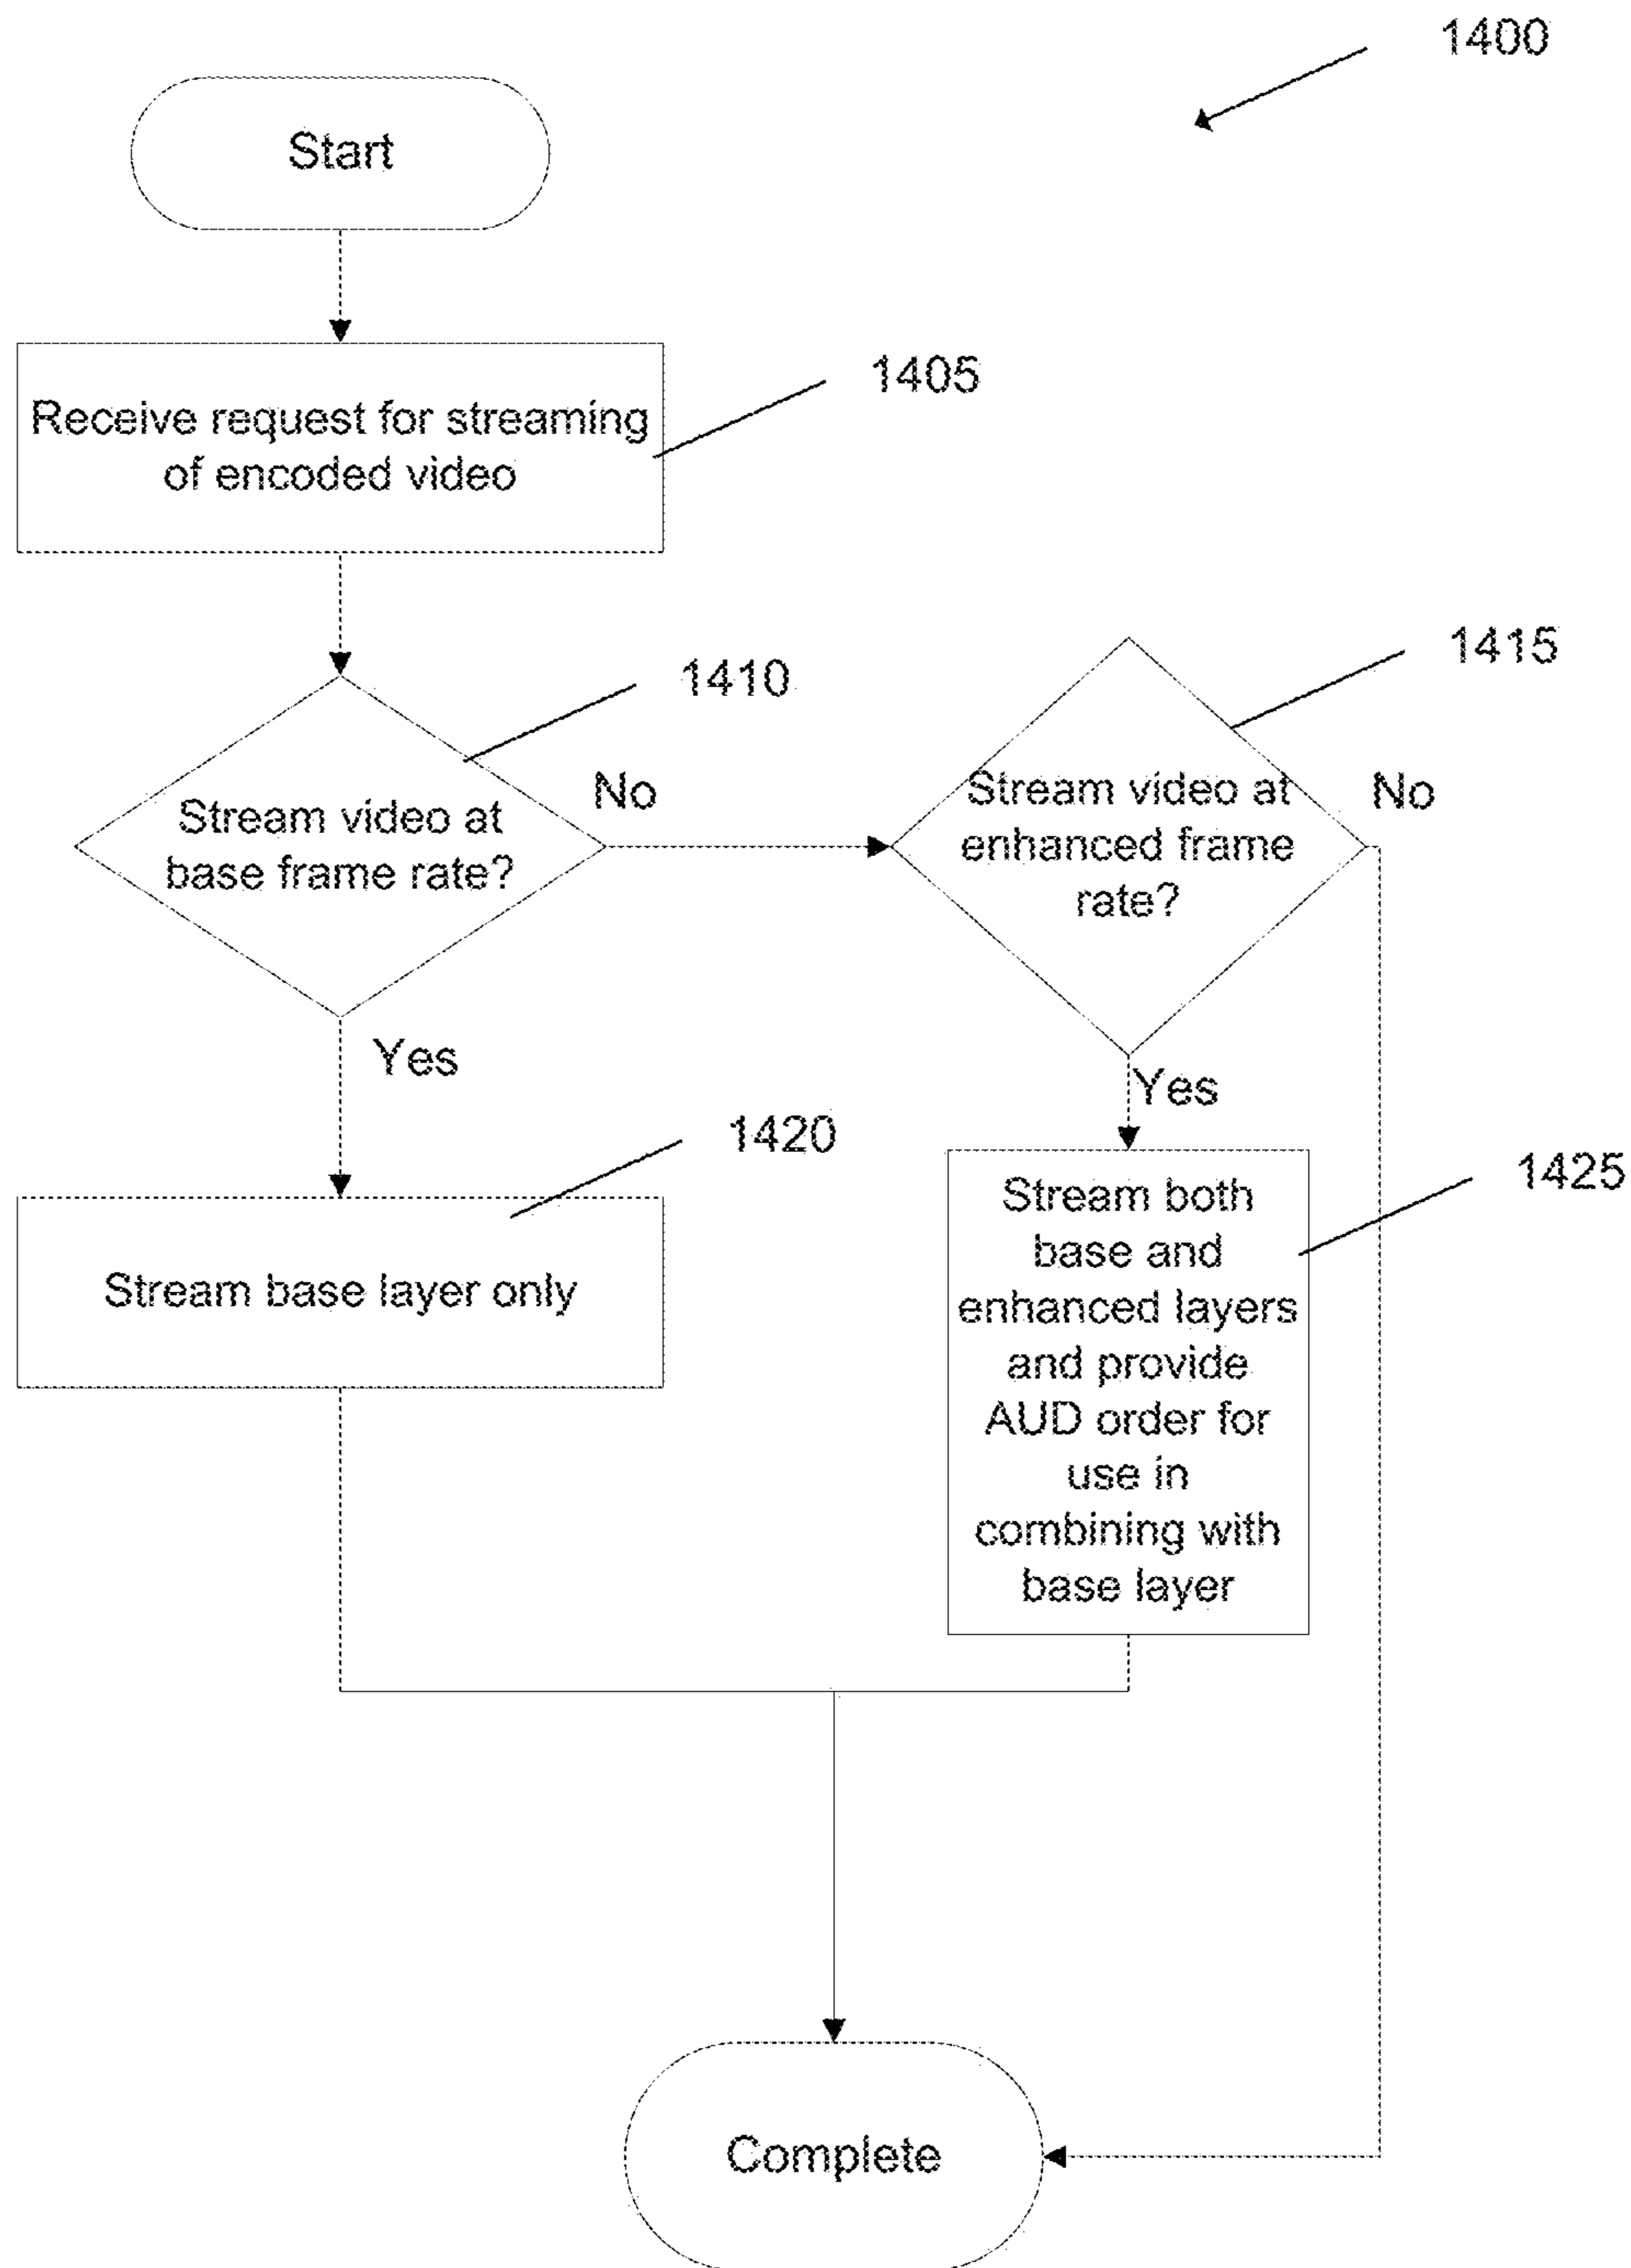 1400
Start
1405
Receive request for streaming
of encoded video
1410
1415
Stream video at
base frame rate?
No
Stream video at
enhanced frame
rate?
No
Yes
Yes
1420
Stream base layer only
1425
Stream both
base and
enhanced layers
and provide
AUD order for
use in
combining with
base layer
Complete